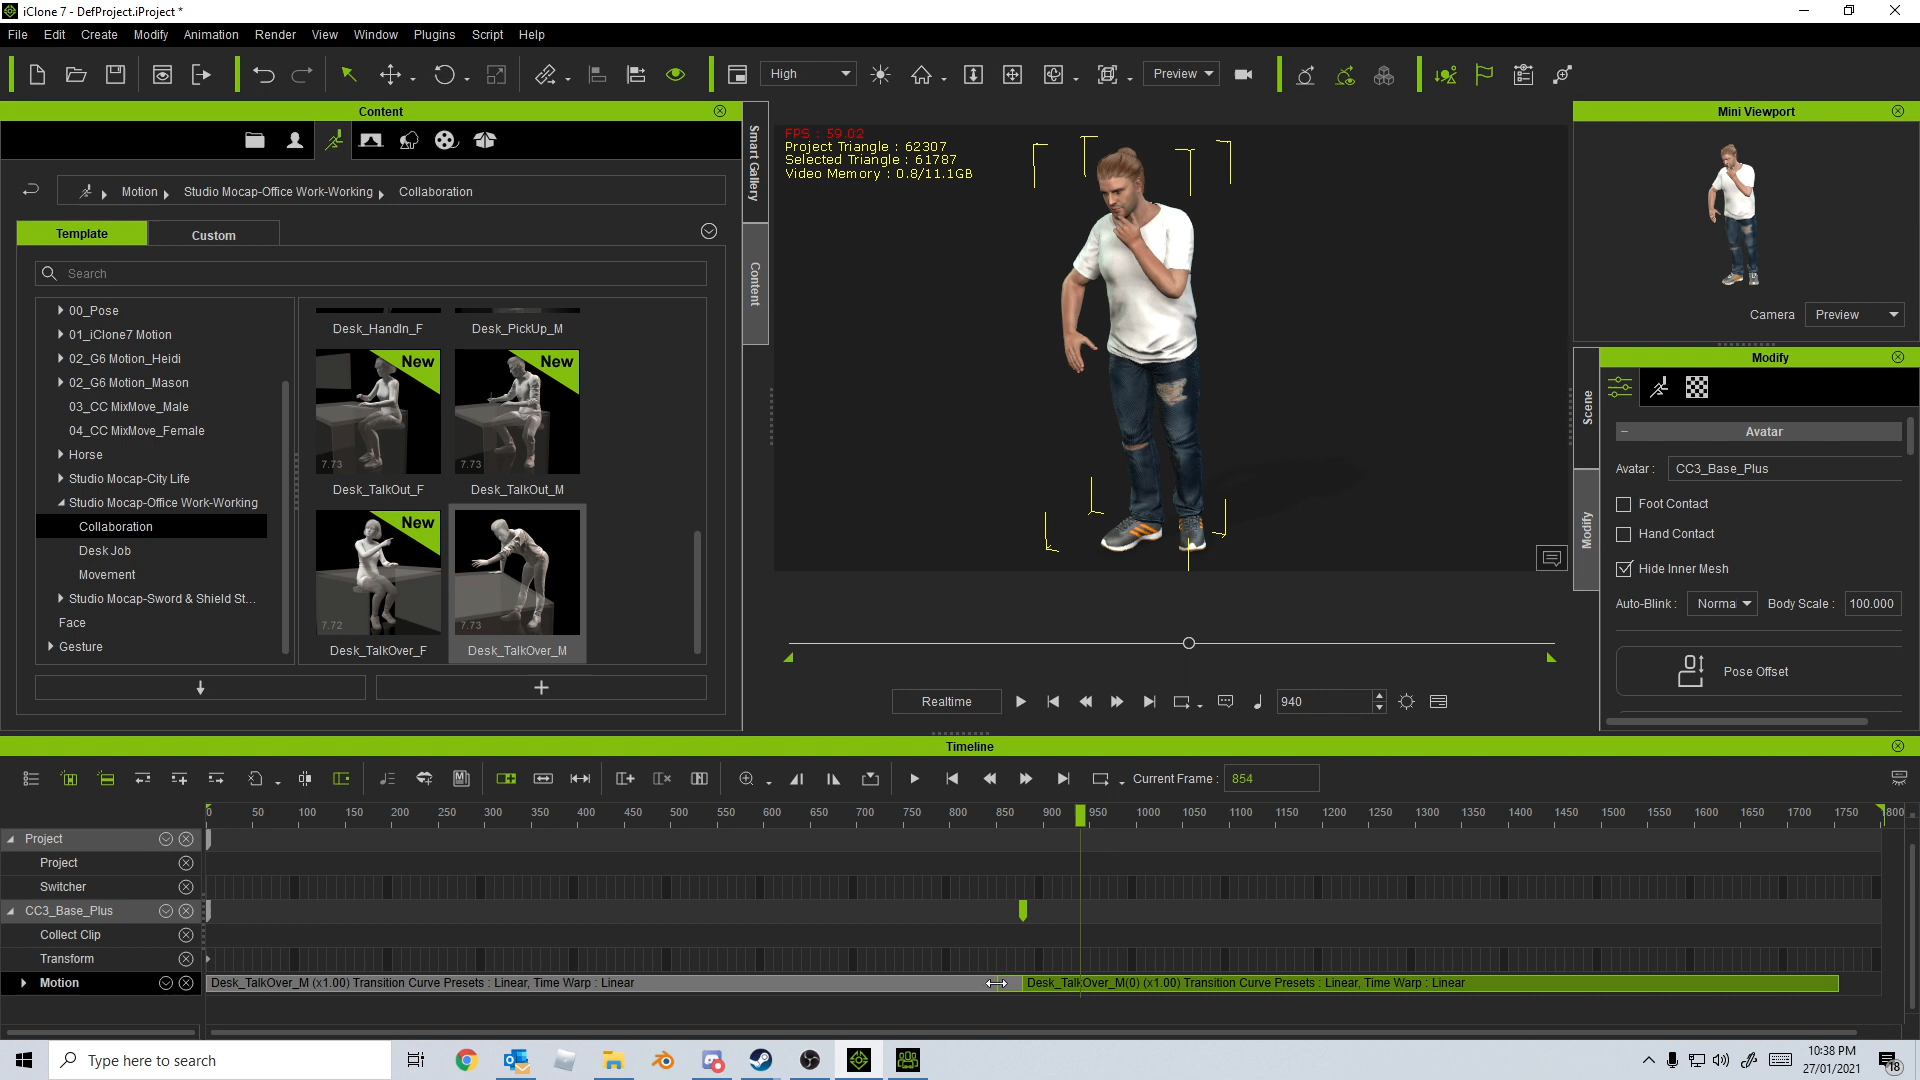 iClone 7 - DefProject.iProject *
File Edit Create Modify Animation Render View Window Plugins Script Help
High
Preview
Content
Motion Studio Mocap-Office Work-Working Collaboration
Template
Custom
Search
00_Pose
01_iClone7 Motion
02_G6 Motion_Heidi
02_G6 Motion_Mason
03_CC MixMove_Male
04_CC MixMove_Female
Horse
Studio Mocap-City Life
Studio Mocap-Office Work-Working
Collaboration
Desk Job
Movement
Studio Mocap-Sword & Shield St...
Face
Gesture
Desk_HandIn_F
Desk_PickUp_M
New
7.73
New
7.73
Desk_TalkOut_F
Desk_TalkOut_M
New
7.72
7.73
Desk_TalkOver_F
Desk_TalkOver_M
Smart Gallery
Content
FPS : 59.02
Project Triangle : 62307
Selected Triangle : 61787
Video Memory : 0.8/11.1GB
Realtime
940
Mini Viewport
Camera Preview
Scene
Modify
Modify
Avatar
Avatar : CC3_Base_Plus
Foot Contact
Hand Contact
Hide Inner Mesh
Auto-Blink : Norma Body Scale : 100.000
Pose Offset
Timeline
Current Frame : 854
0 50 100 150 200 250 300 350 400 450 500 550 600 650 700 750 800 850 900 950 1000 1050 1100 1150 1200 1250 1300 1350 1400 1450 1500 1550 1600 1650 1700 1750 1800
Project
Project
Switcher
CC3_Base_Plus
Collect Clip
Transform
Motion
Desk_TalkOver_M (x1.00) Transition Curve Presets : Linear, Time Warp : Linear
Desk_TalkOver_M(0) (x1.00) Transition Curve Presets : Linear, Time Warp : Linear
Type here to search
10:38 PM
27/01/2021
18